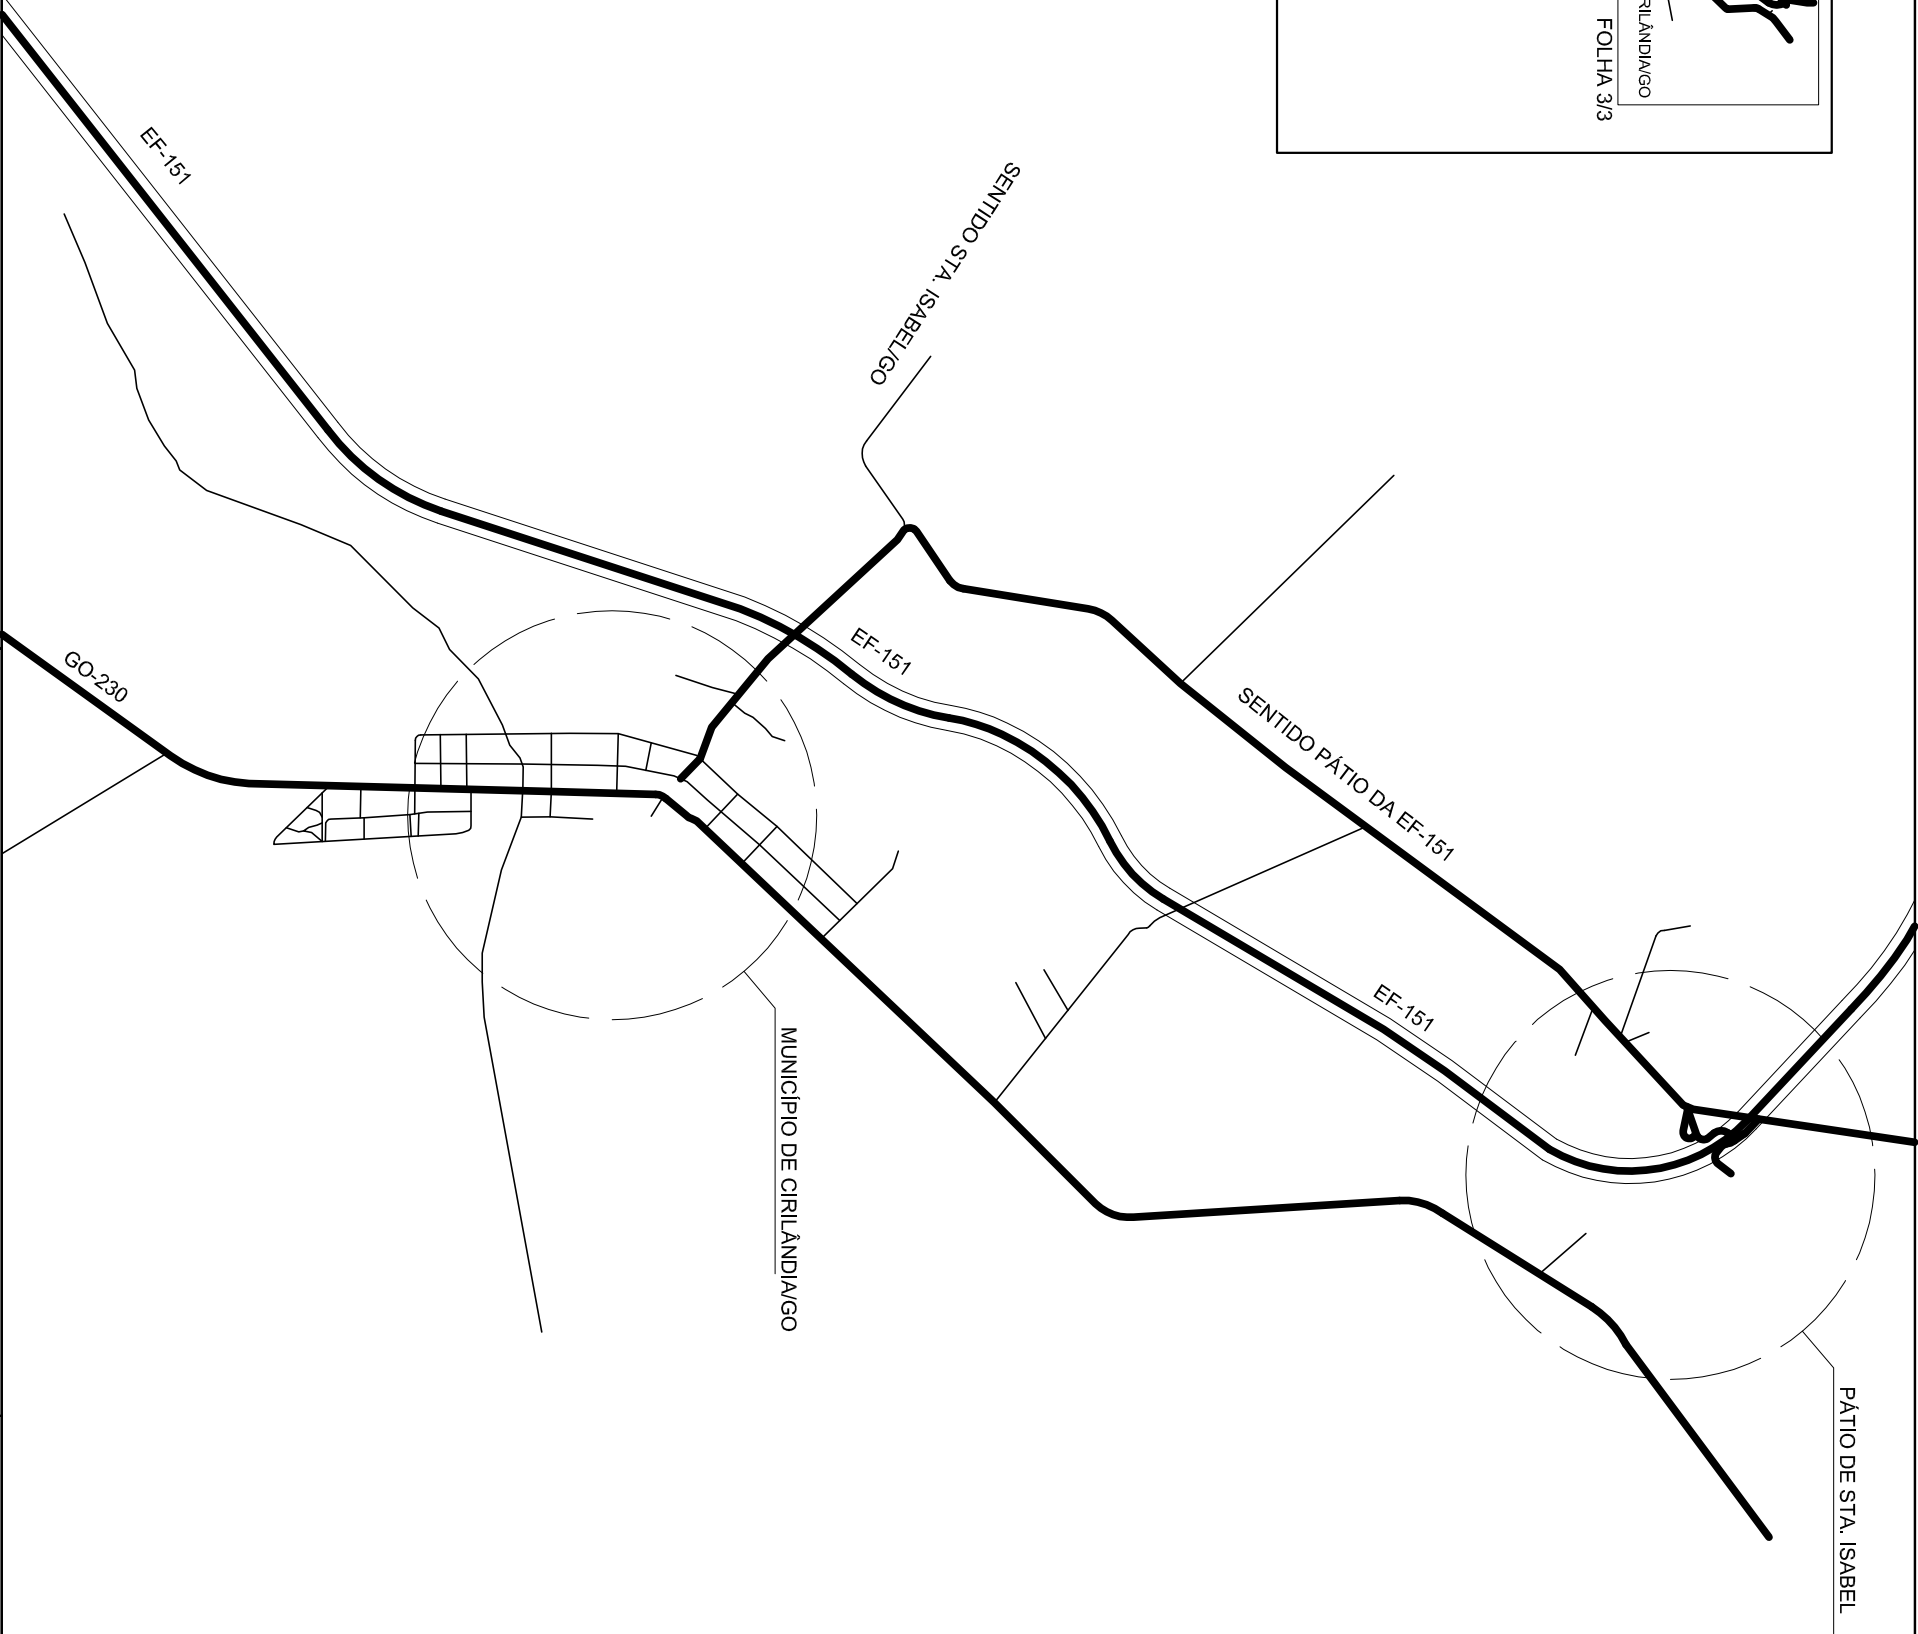 RILÂNDIA/GO
FOLHA 3/3
EF-151
SENTIDO STA. ISABEL/GO
EF-151
GO-230
SENTIDO PÁTIO DA EF-151
EF-151
MUNICÍPIO DE CIRILÂNDIA/GO
PÁTIO DE STA. ISABEL